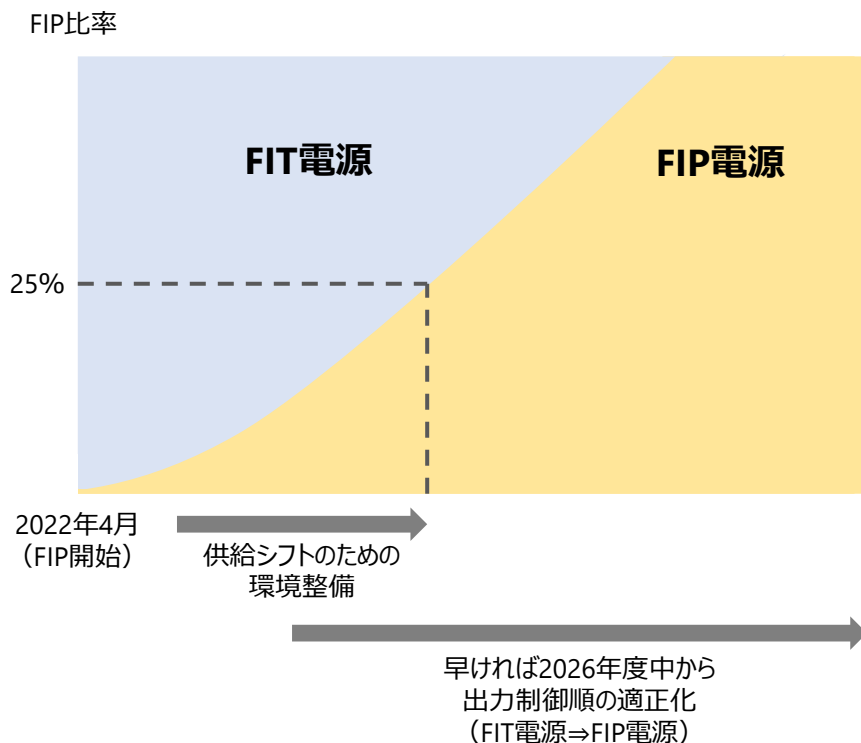 FIP比率
FIT電源
FIP電源
25%
2022年4月
（FIP開始）
供給シフトのための
環境整備
早ければ2026年度中から
出力制御順の適正化
（FIT電源⇒FIP電源）